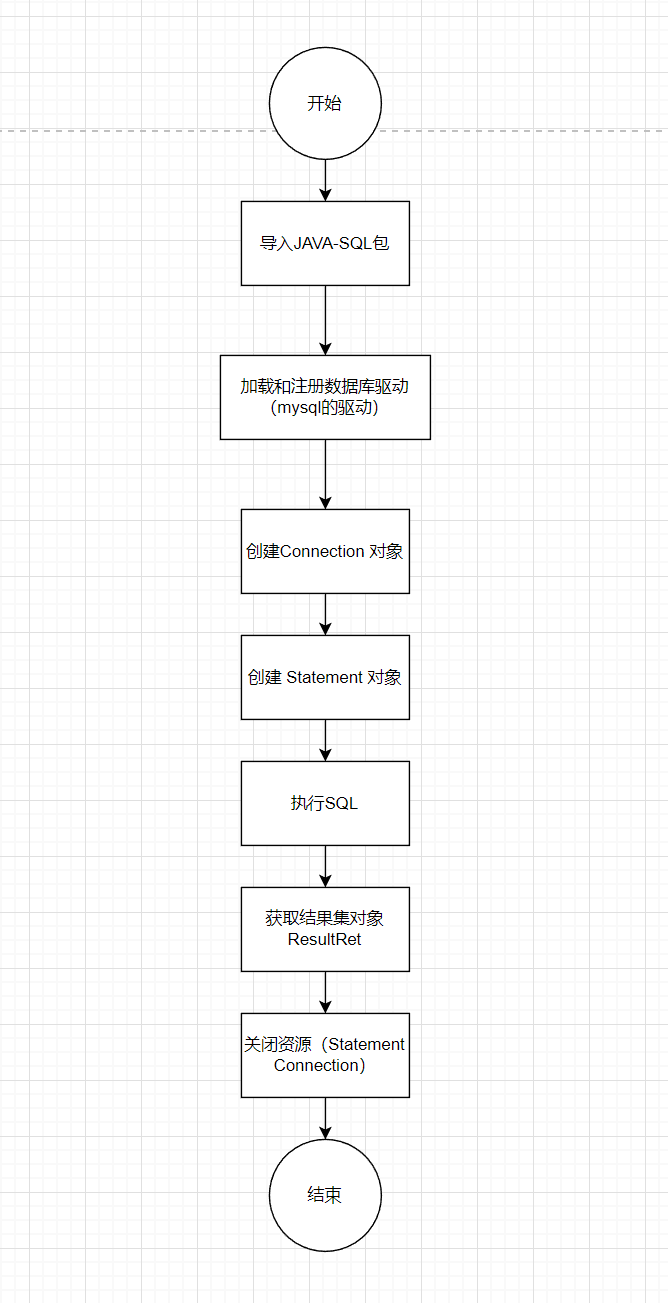 开始
导入JAVA-SQL包
加载和注册数据库驱动
（mysql的驱动）
创建Connection 对象
创建 Statement 对象
执行SQL
获取结果集对象
ResultRet
关闭资源（Statement
Connection）
结束